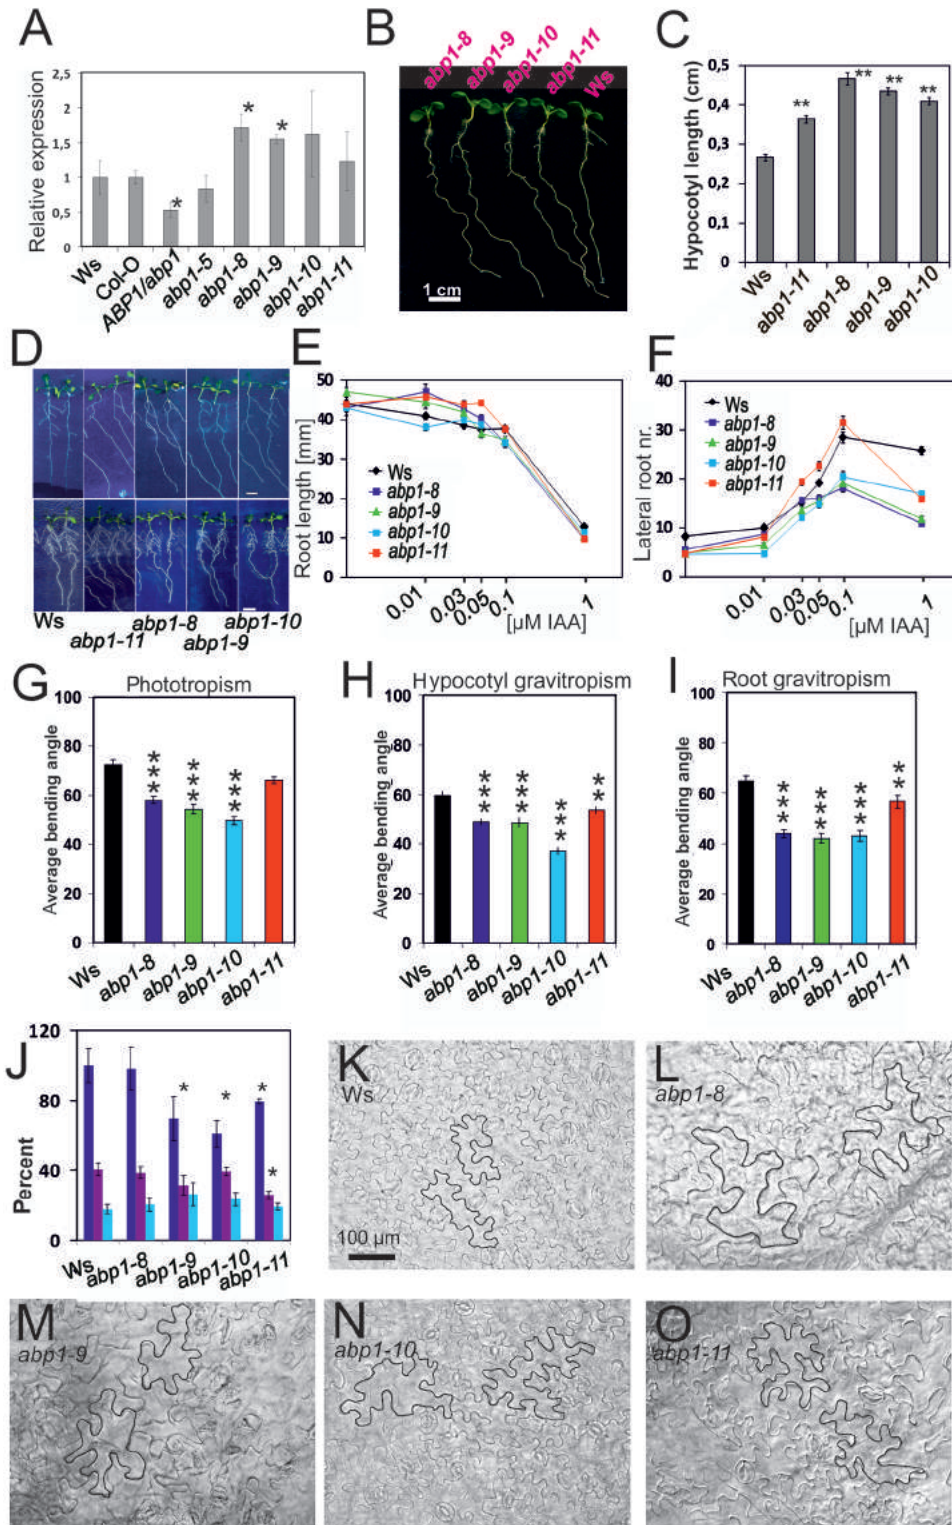 A
Relative expression
2,5
2
1,5
1
0,5
0
*
*
*
Ws
Col-O
ABP1/abp1
abp1-5
abp1-8
abp1-9
abp1-10
abp1-11
B
abp1-8
abp1-9
abp1-10
abp1-11
Ws
1 cm
C
Hypocotyl length (cm)
0,5
0,4
0,3
0,2
0,1
0
**
**
**
**
Ws
abp1-11
abp1-8
abp1-9
abp1-10
D
Ws
abp1-11
abp1-8
abp1-9
abp1-10
E
Root length [mm]
50
40
30
20
10
0
Ws
abp1-8
abp1-9
abp1-10
abp1-11
0.01
0.03
0.05
0.1
1
[µM IAA]
F
Lateral root nr.
40
30
20
10
0
Ws
abp1-8
abp1-9
abp1-10
abp1-11
0.01
0.03
0.05
0.1
1
[µM IAA]
G
Phototropism
Average bending angle
100
80
60
40
20
0
***
***
***
Ws
abp1-8
abp1-9
abp1-10
abp1-11
H
Hypocotyl gravitropism
Average bending angle
100
80
60
40
20
0
***
***
***
**
Ws
abp1-8
abp1-9
abp1-10
abp1-11
I
Root gravitropism
Average bending angle
100
80
60
40
20
0
***
***
***
**
Ws
abp1-8
abp1-9
abp1-10
abp1-11
J
Percent
120
80
40
0
*
*
*
*
Ws
abp1-8
abp1-9
abp1-10
abp1-11
K
Ws
100 µm
L
abp1-8
M
abp1-9
N
abp1-10
O
abp1-11